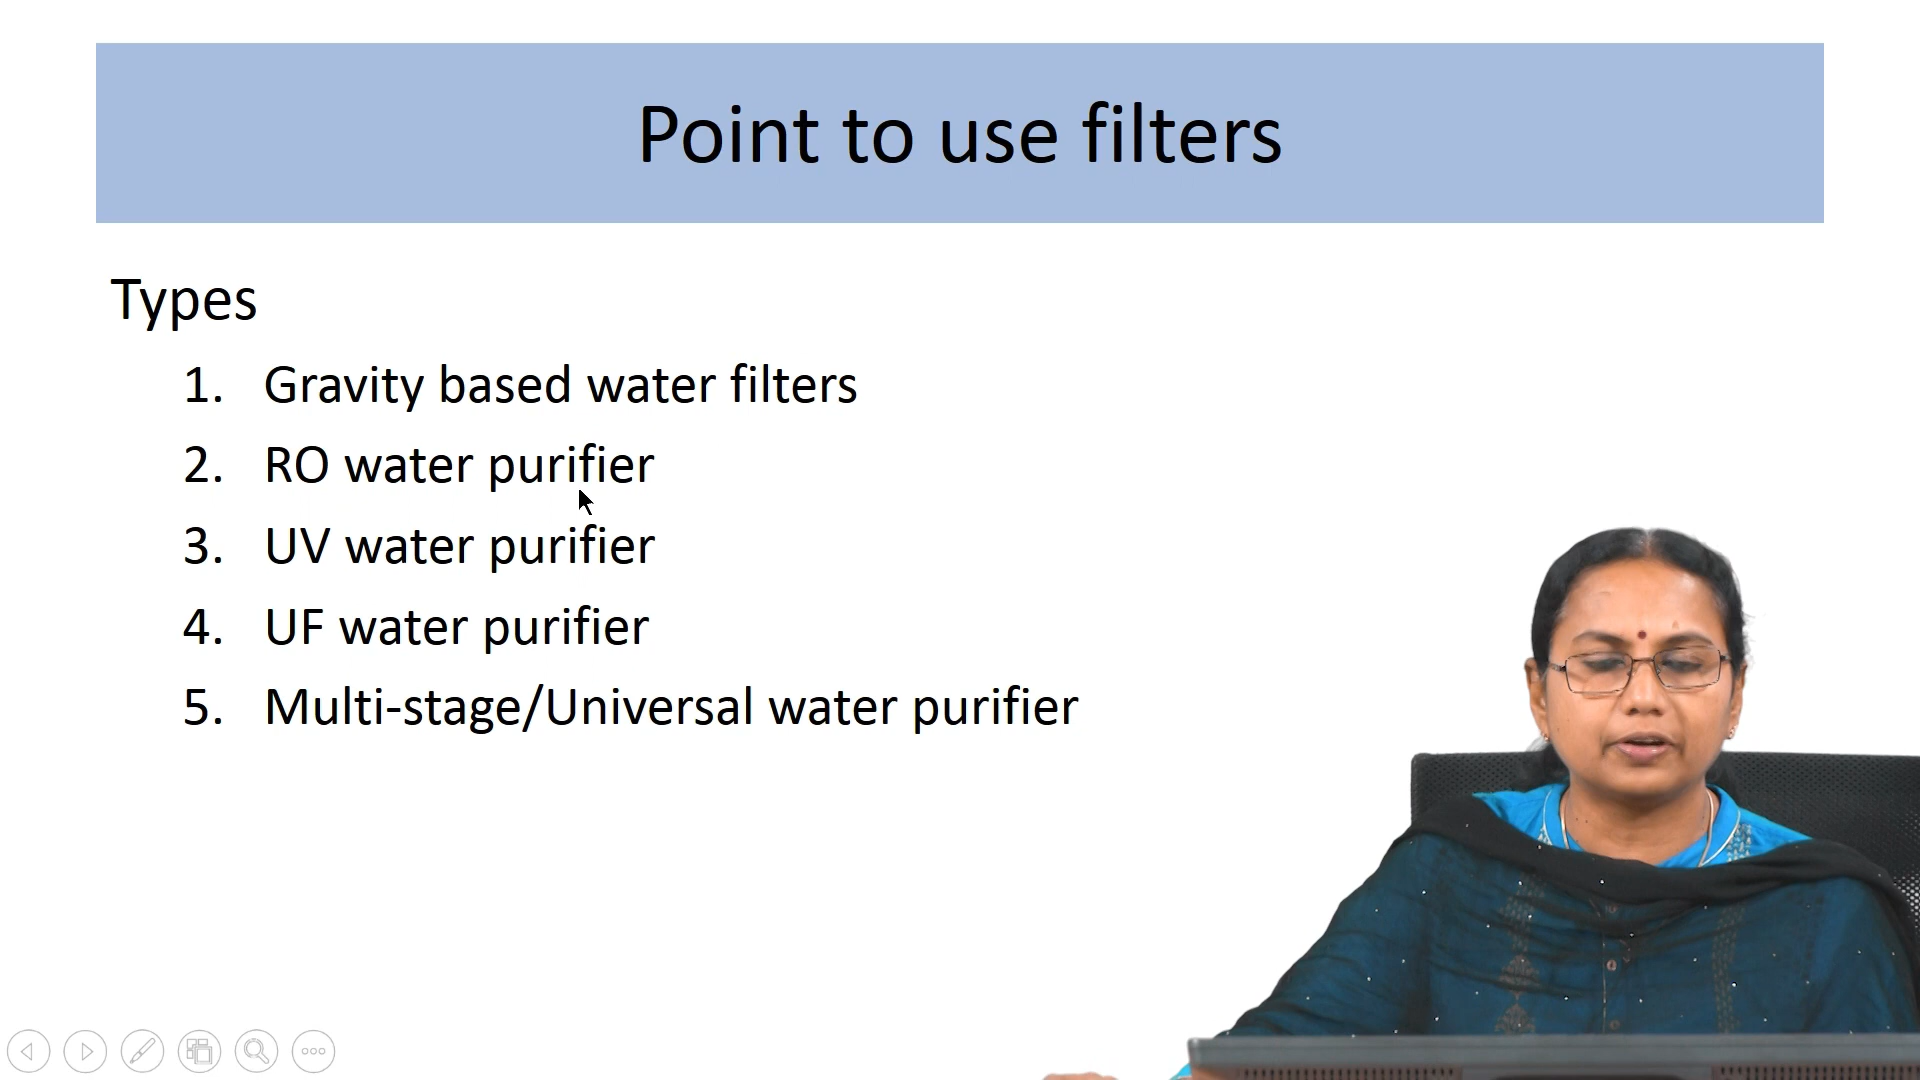 Point to use filters
Types
1. Gravity based water filters
2. RO water purifier
3. UV water purifier
4. UF water purifier
5. Multi-stage/Universal water purifier